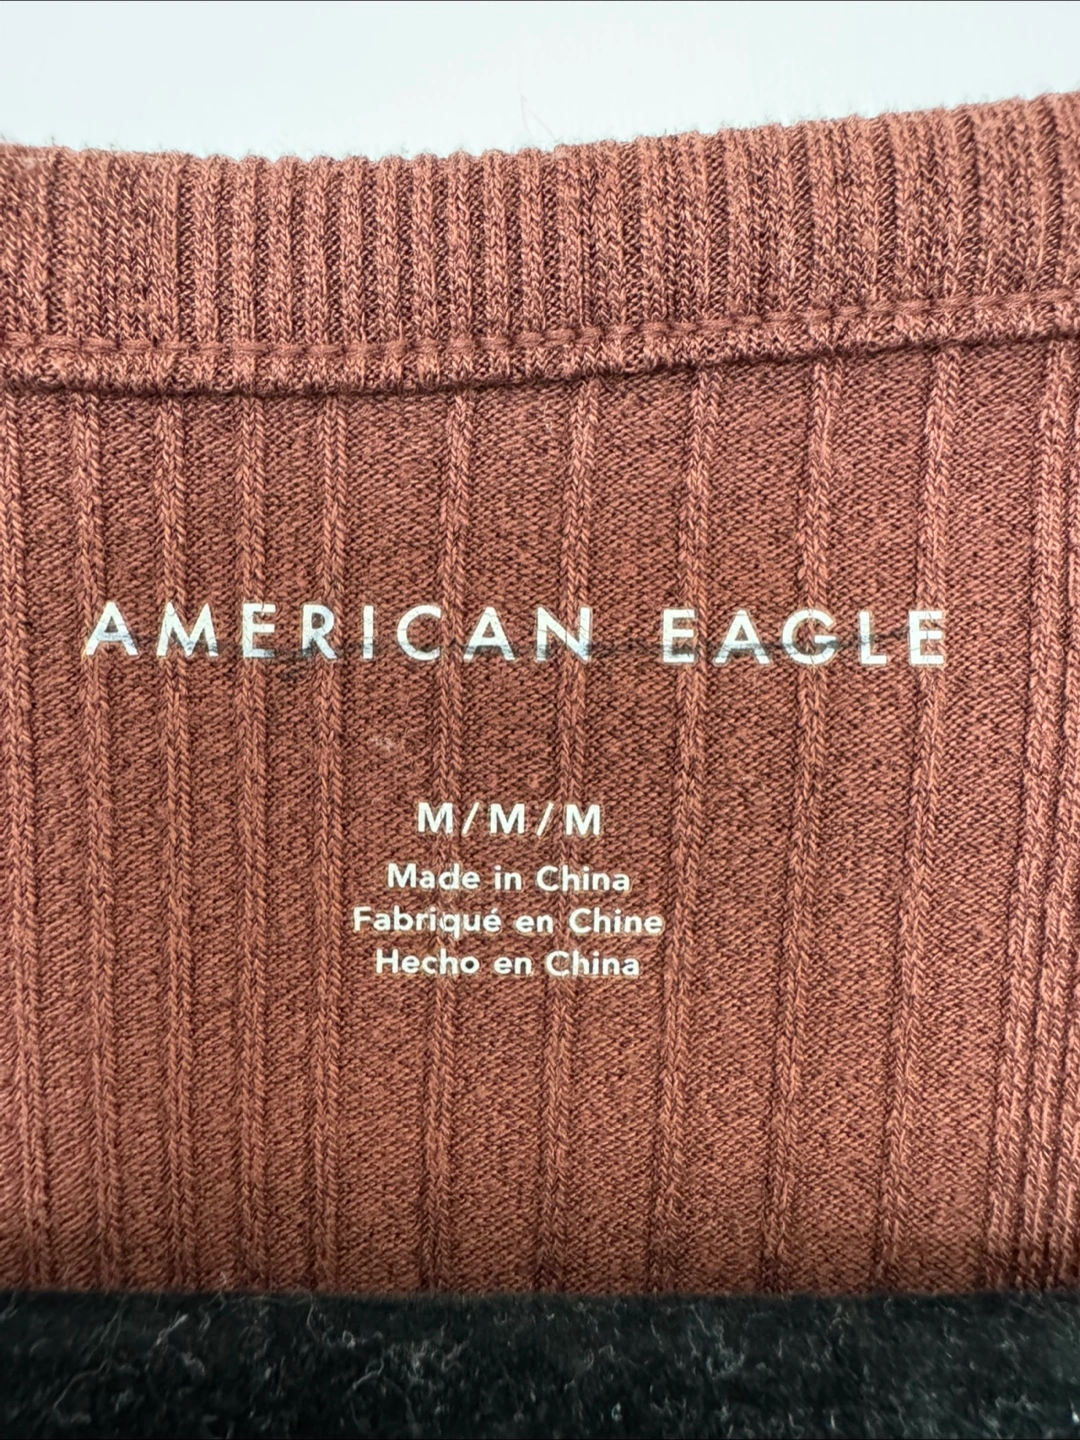 AMERICAN EAGLE
M/M/M
Made in China
Fabriqué en Chine
Hecho en China